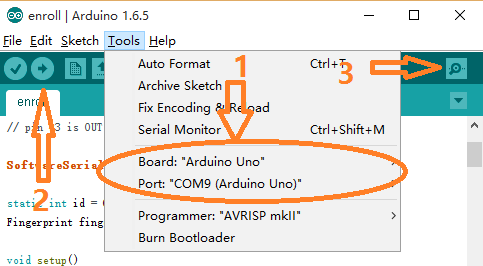 enroll | Arduino 1.6.5
File Edit Sketch Tools Help
1
Auto Format Ctrl+T
3
Archive Sketch
Fix Encoding & Reload
Serial Monitor Ctrl+Shift+M
Board: "Arduino Uno"
Port: "COM9 (Arduino Uno)"
Programmer: "AVRISP mkII"
Burn Bootloader
2
enro
// pin 3 is OUT
SoftwareSerial
static int id =
Fingerprint fing
void setup()